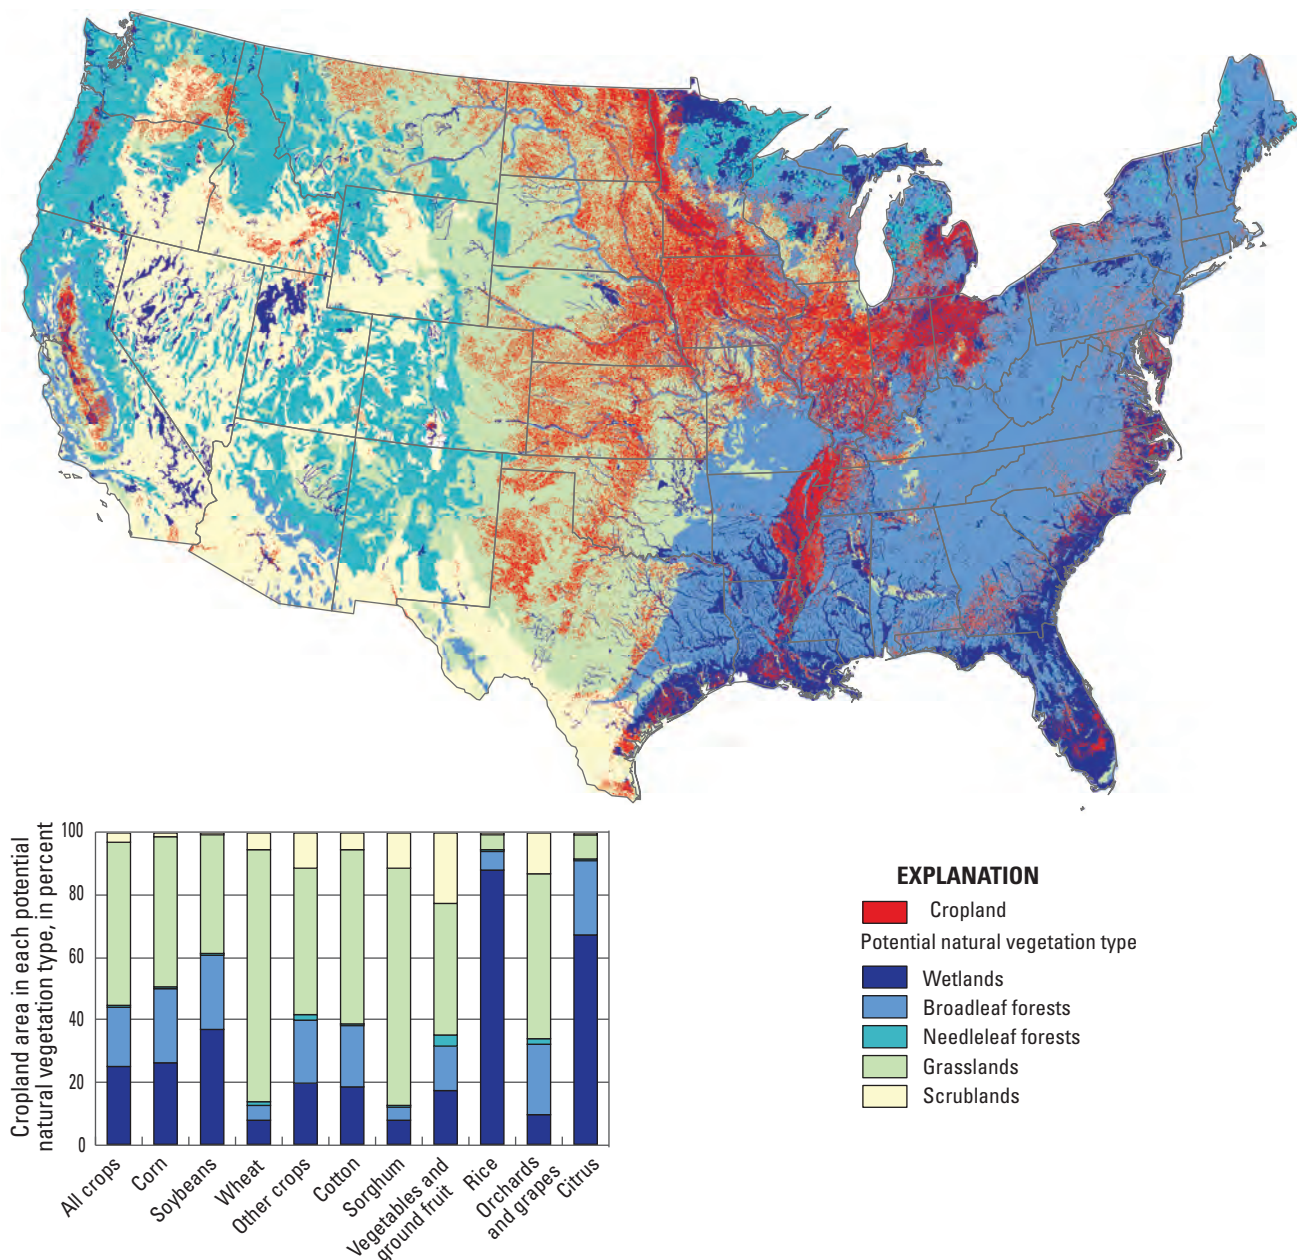 Cropland area in each potential
natural vegetation type, in percent
100
80
60
40
20
0
All crops
Corn
Soybeans
Wheat
Other crops
Cotton
Sorghum
Vegetables and
ground fruit
Rice
Orchards
and grapes
Citrus
EXPLANATION
Cropland
Potential natural vegetation type
Wetlands
Broadleaf forests
Needleleaf forests
Grasslands
Scrublands